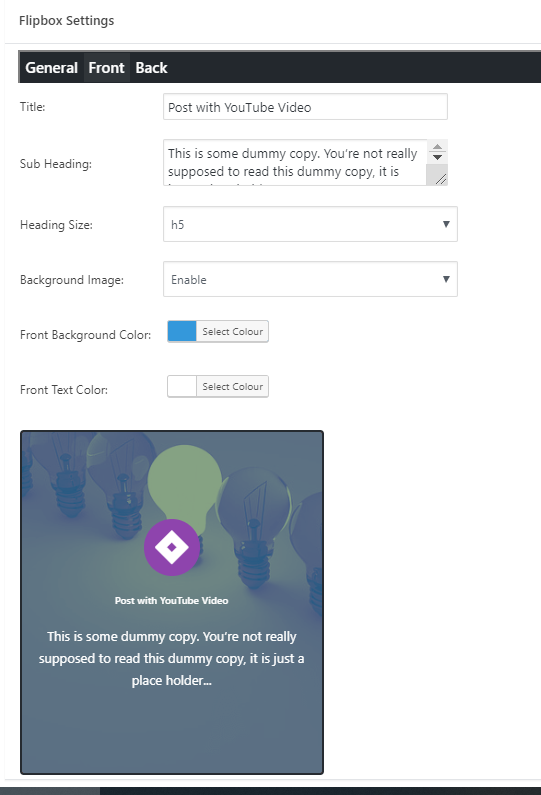 Flipbox Settings
General Front Back
Title: Post with YouTube Video
Sub Heading: This is some dummy copy. You're not really
supposed to read this dummy copy, it is
Heading Size: h5
Background Image: Enable
Front Background Color: Select Colour
Front Text Color: Select Colour
Post with YouTube Video
This is some dummy copy. You're not really
supposed to read this dummy copy, it is just a
place holder...